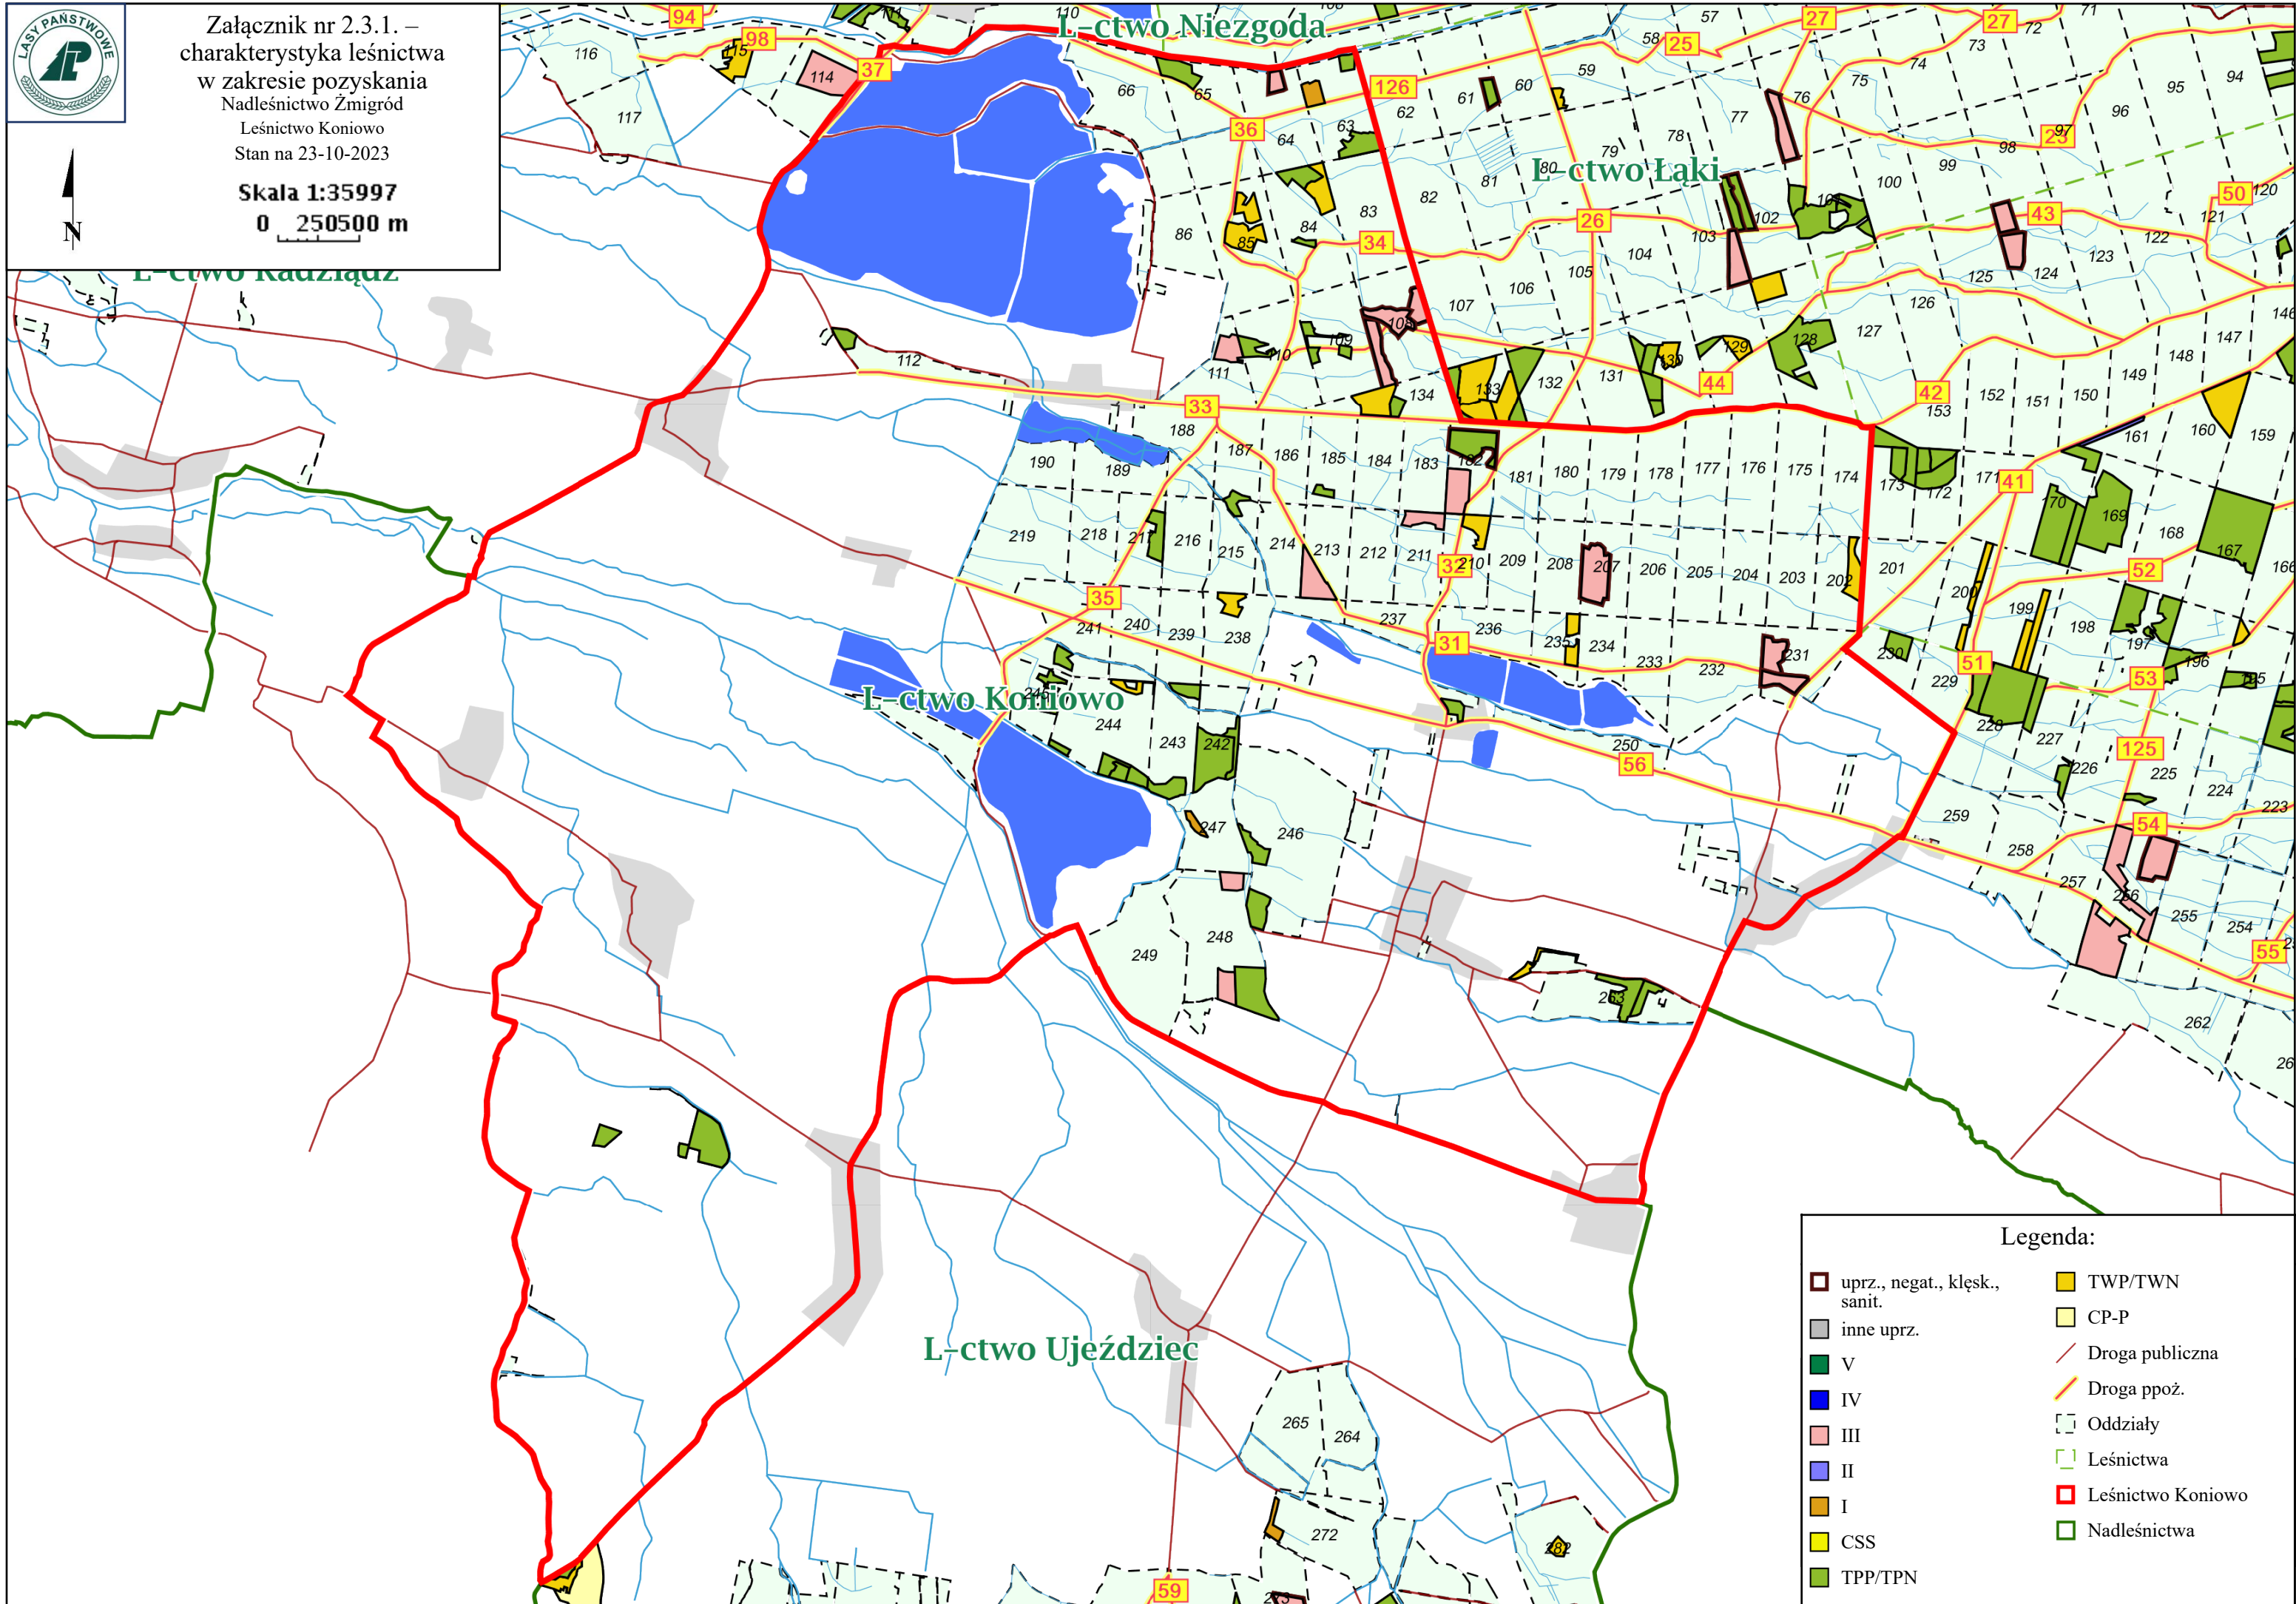 LASY PAŃSTWOWE
Załącznik nr 2.3.1. –
charakterystyka leśnictwa
w zakresie pozyskania
Nadleśnictwo Żmigród
Leśnictwo Koniowo
Stan na 23-10-2023
Skala 1:35997
0 250500 m
N
L-ctwo Niezgoda
L-ctwo Radziądz
L-ctwo Łąki
L-ctwo Koniowo
L-ctwo Ujeździec
94 98 37 36 126 25 27 27 23
34 26 43 50
33 44 42 41
35 32 31 52 51 53
56 125 54 55 59
110 57 58 71 72 73
116 115 114 117 66 65 64 63 62 61 60 59 74 75 76 77 78 79 80 81 82 83 84 85 86 94 95 96 97 98 99 100
102 103 104 105 106 107 108 109 110 111 112 120 121 122 123 124 125 126 127 128 129 130 131 132 133 134
146 147 148 149 150 151 152 153 159 160 161
190 189 188 187 186 185 184 183 182 181 180 179 178 177 176 175 174 173 172 171 170 169 168 167 166
219 218 217 216 215 214 213 212 211 210 209 208 207 206 205 204 203 202 201 200 199 198 197 196 195
241 240 239 238 237 236 235 234 233 232 231 230 229 228 227 226 225 224 223
244 243 242 250
247 246 259 258 257 256 255 254
249 248 263 262
265 264
272 282
Legenda:
uprz., negat., klęsk.,
sanit.
inne uprz.
V
IV
III
II
I
CSS
TPP/TPN
TWP/TWN
CP-P
Droga publiczna
Droga ppoż.
Oddziały
Leśnictwa
Leśnictwo Koniowo
Nadleśnictwa